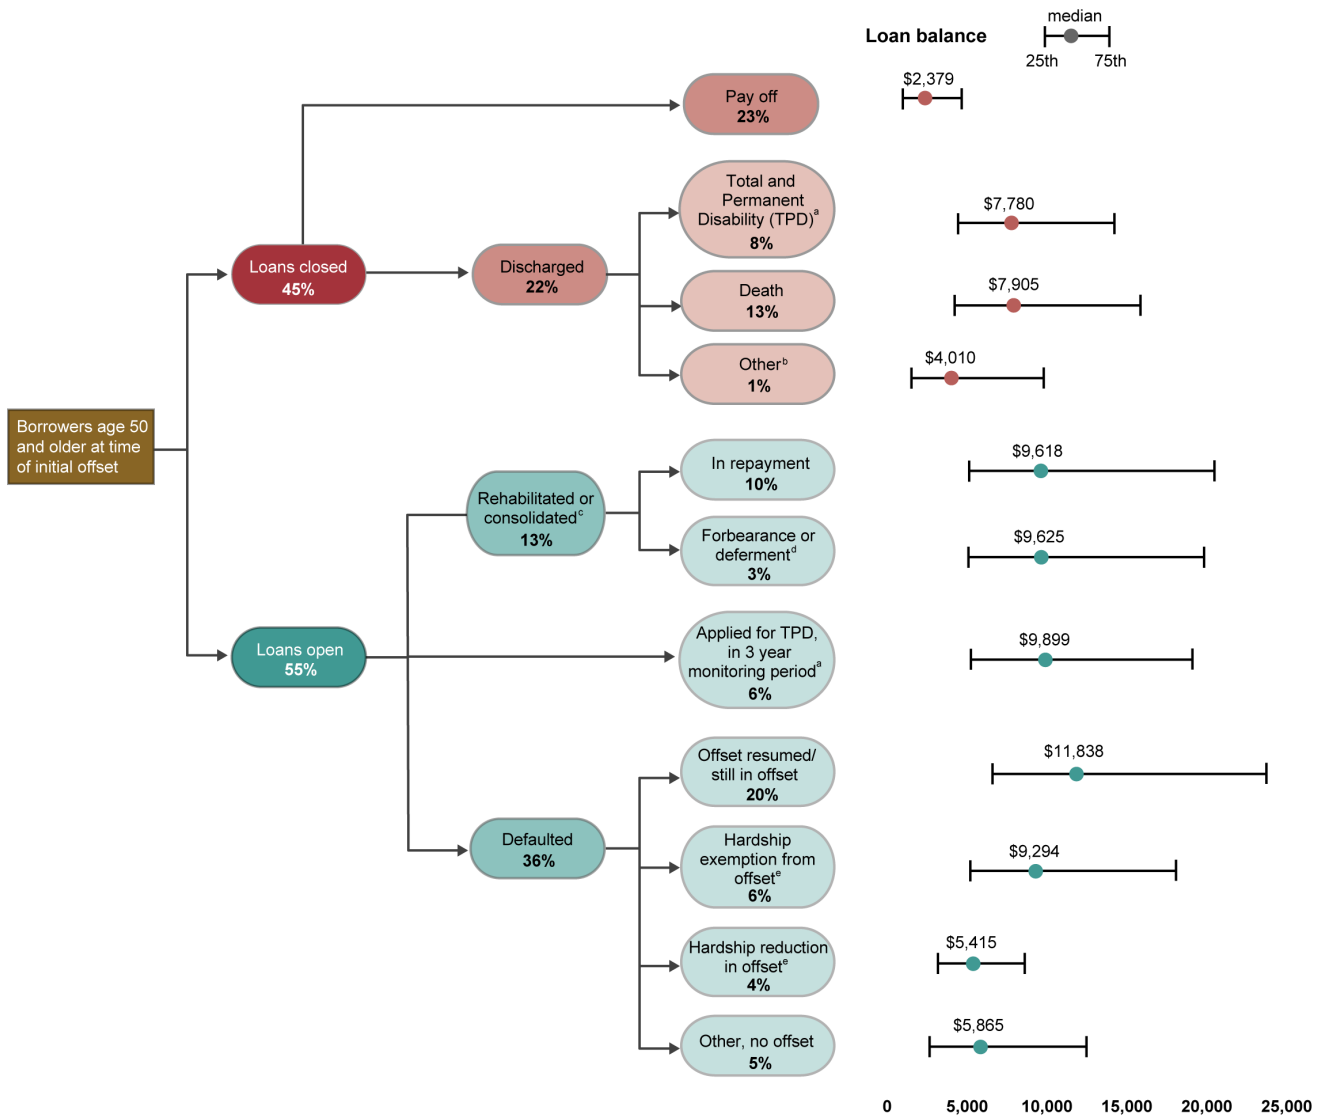 Loan balance
median
25th
75th
$2,379
Pay off
23%
Total and
Permanent
Disability (TPD)a
8%
$7,780
Loans closed
45%
Discharged
22%
Death
13%
$7,905
Otherb
1%
$4,010
Borrowers age 50
and older at time
of initial offset
In repayment
10%
$9,618
Rehabilitated or
consolidatedc
13%
Forbearance or
defermentd
3%
$9,625
Loans open
55%
Applied for TPD,
in 3 year
monitoring perioda
6%
$9,899
Offset resumed/
still in offset
20%
$11,838
Defaulted
36%
Hardship
exemption from
offsete
6%
$9,294
Hardship reduction
in offsete
4%
$5,415
Other, no offset
5%
$5,865
0
5,000
10,000
15,000
20,000
25,000